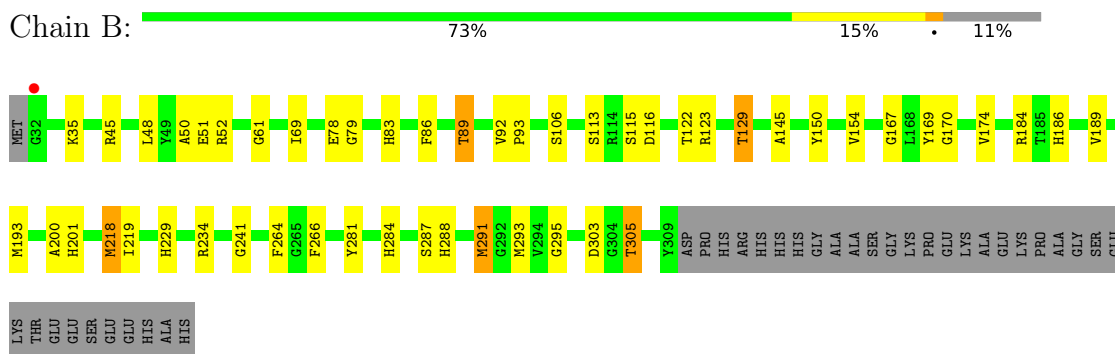 Chain B:
73% 15% • 11%
MET G32 K35 R45 L48 Y49 A50 E51 R52 G61 I69 E78 G79 H83 F86 T89 V92 P93 S106 S113 R114 S115 D116 T122 R123 T129 A145 Y150 V154 G167 L168 Y169 G170 V174 R184 T185 H186 V189
M193 A200 H201 M218 I219 H229 R234 G241 F264 G265 F266 Y281 H284 S287 H288 M291 G292 M293 V294 G295 D303 G304 T305 Y309 ASP PRO HIS ARG HIS HIS HIS GLY ALA ALA SER GLY LYS PRO GLU LYS ALA GLU LYS PRO ALA GLY SER GLU
LYS THR GLU GLU SER GLU GLU HIS ALA HIS